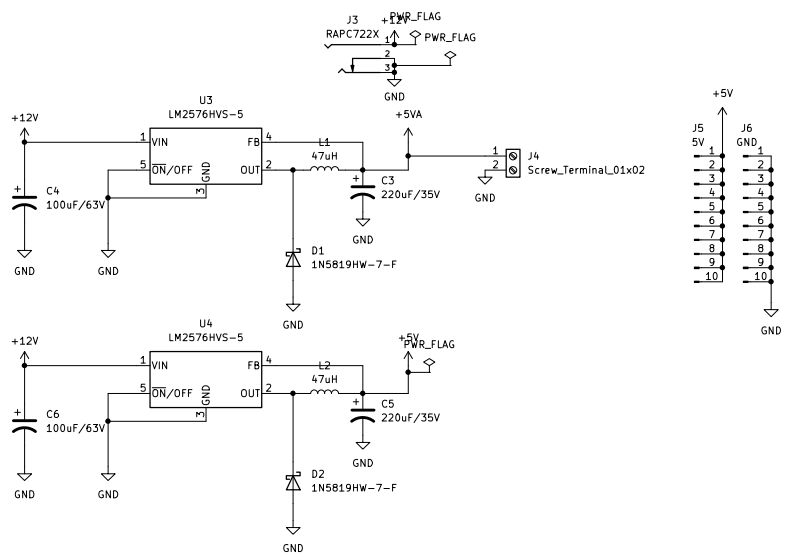 J3
RAPC722X
+12V
PWR_FLAG
PWR_FLAG
1
2
3
GND
U3
LM2576HVS-5
+12V
1 VIN
FB 4
5 ON/OFF
GND
3
OUT 2
C4
100uF/63V
GND
GND
L1
47uH
+5VA
C3
220uF/35V
GND
D1
1N5819HW-7-F
GND
1
2
J4
Screw_Terminal_01x02
GND
+5V
J5
5V
1
2
3
4
5
6
7
8
9
10
J6
GND
1
2
3
4
5
6
7
8
9
10
GND
U4
LM2576HVS-5
+12V
1 VIN
FB 4
5 ON/OFF
GND
3
OUT 2
C6
100uF/63V
GND
GND
L2
47uH
+5V
PWR_FLAG
C5
220uF/35V
GND
D2
1N5819HW-7-F
GND